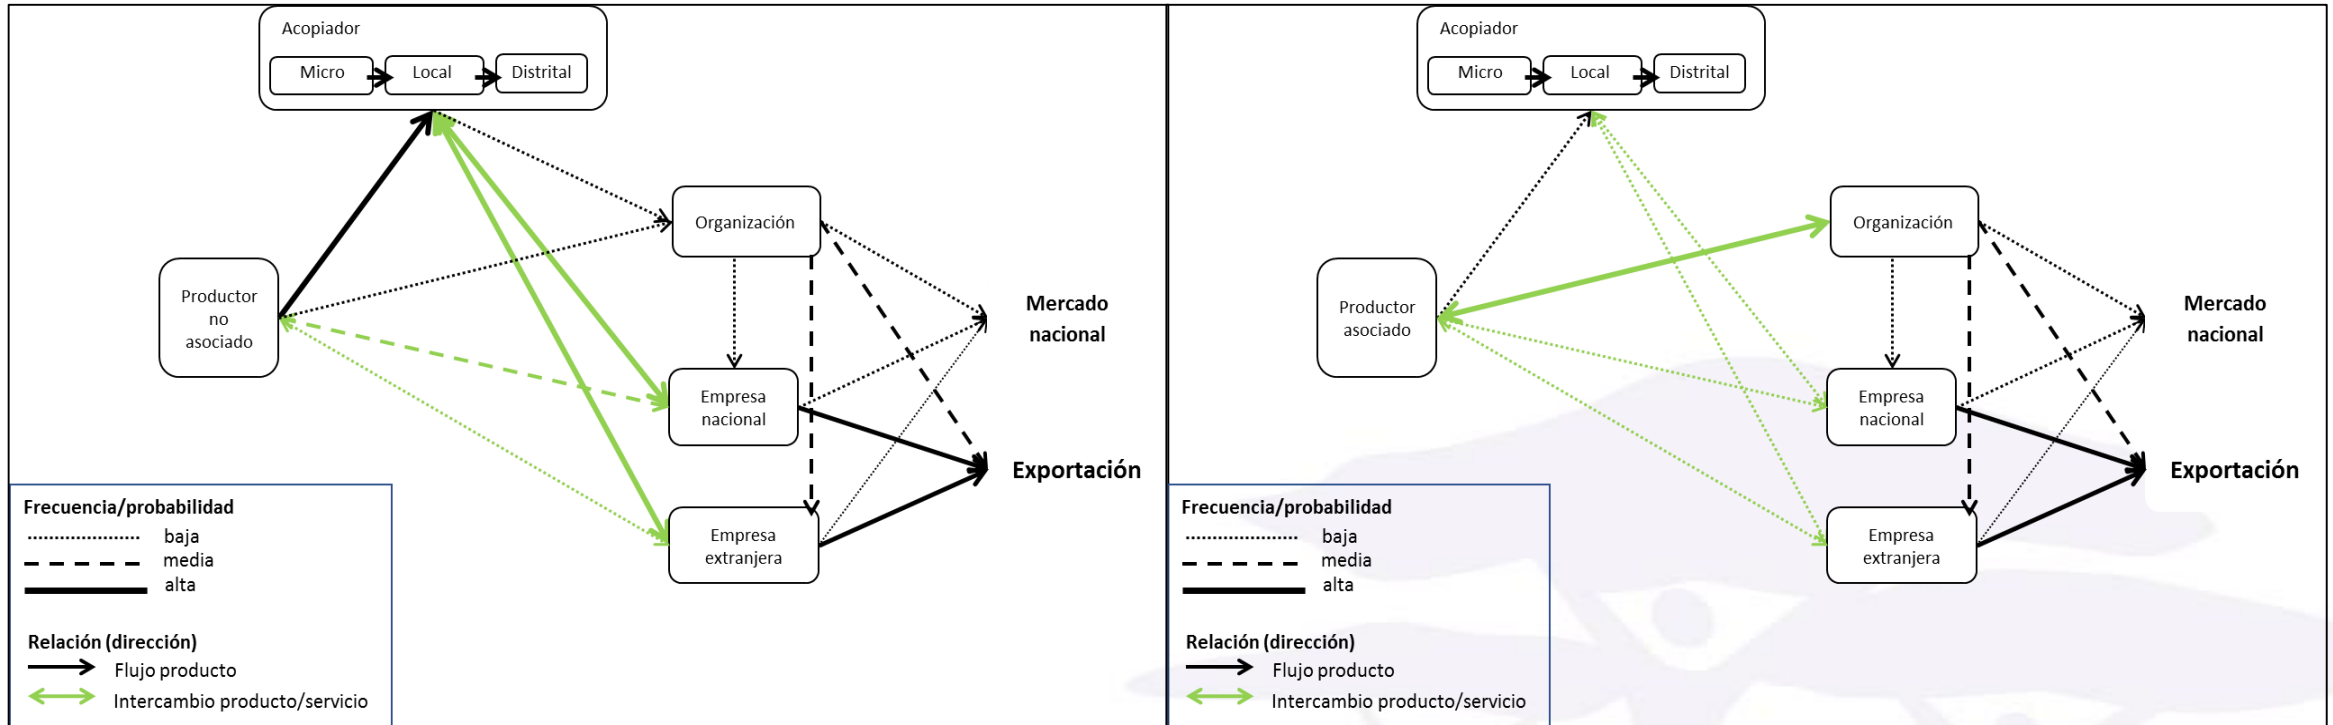 Acopiador
Micro
Local
Distrital
Organización
Productor
no
asociado
Mercado
nacional
Empresa
nacional
Exportación
Empresa
extranjera
Frecuencia/probabilidad
baja
media
alta
Relación (dirección)
Flujo producto
Intercambio producto/servicio
Acopiador
Micro
Local
Distrital
Organización
Productor
asociado
Mercado
nacional
Empresa
nacional
Exportación
Empresa
extranjera
Frecuencia/probabilidad
baja
media
alta
Relación (dirección)
Flujo producto
Intercambio producto/servicio